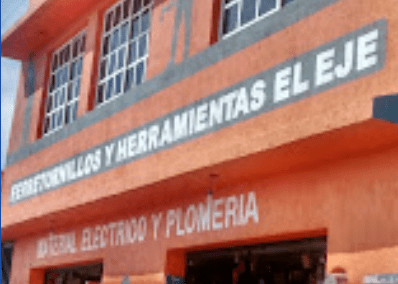 FERRETORNILLOS Y HERRAMIENTAS EL EJE
MATERIAL ELECTRICO Y PLOMERIA